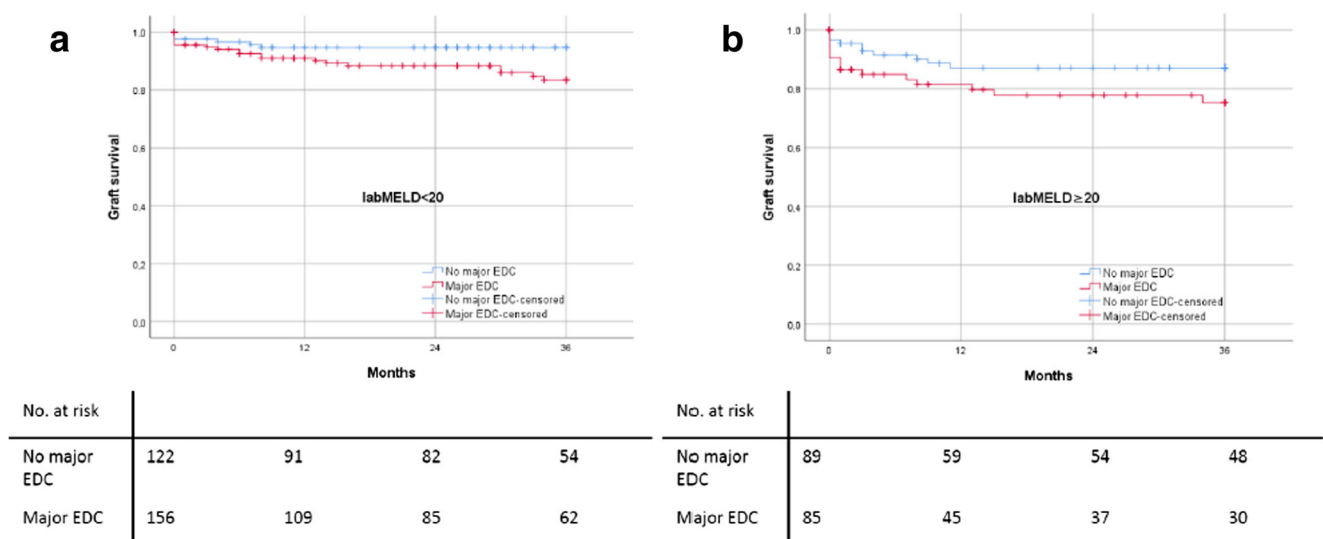 a
1.0
0.8
0.6
0.4
0.2
0.0
Graft survival
labMELD<20
No major EDC
Major EDC
No major EDC-censored
Major EDC-censored
0 12 24 36
Months
No. at risk
No major EDC 122 91 82 54
Major EDC 156 109 85 62
b
1.0
0.8
0.6
0.4
0.2
0.0
Graft survival
labMELD≥20
No major EDC
Major EDC
No major EDC-censored
Major EDC-censored
0 12 24 36
Months
No. at risk
No major EDC 89 59 54 48
Major EDC 85 45 37 30